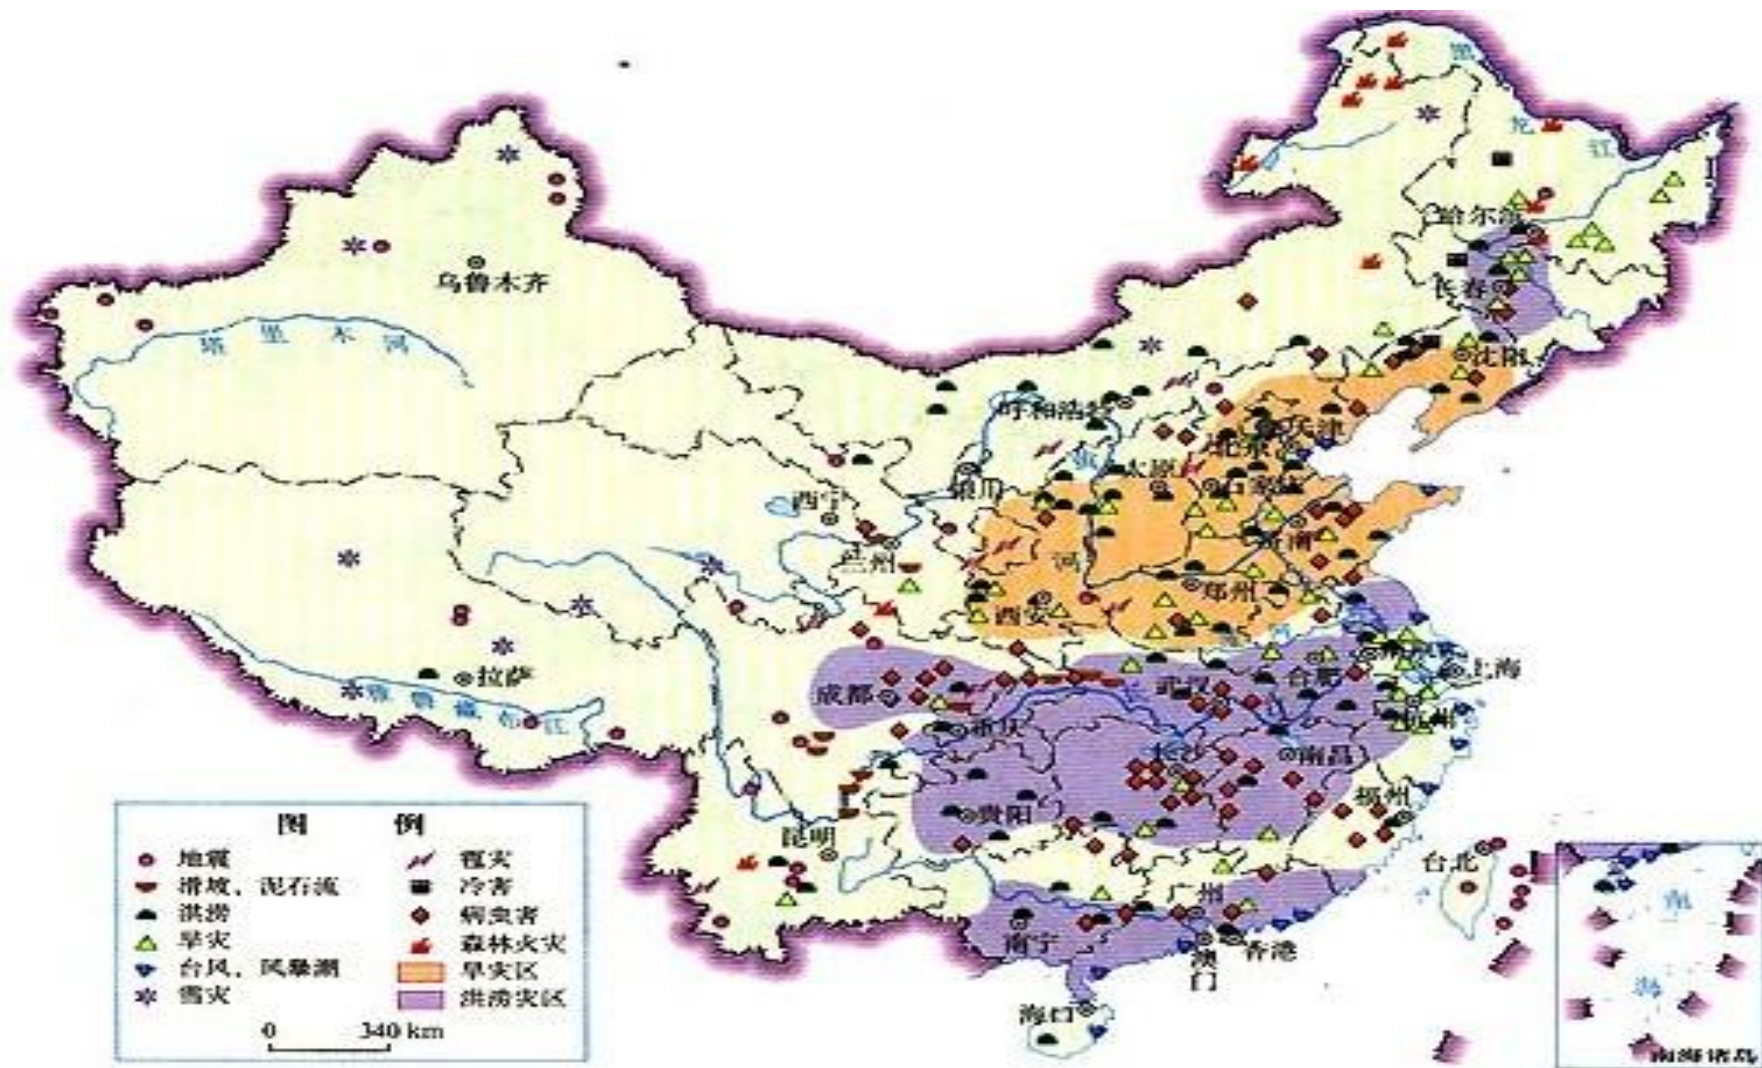 黑
龙
江
哈尔滨
乌鲁木齐
长春
塔里木河
沈阳
呼和浩特
天津
北京
太原
石家庄
银川
西宁
济南
兰州
河
郑州
西安
拉萨
上海
成都
武汉
合肥
杭州
重庆
长沙
南昌
贵阳
福州
昆明
台北
广州
南宁
香港
澳门
海口
南
海
南海诸岛
图 例
地震
滑坡、泥石流
洪捞
旱灾
台风、风暴潮
雪灾
雹灾
冷害
病虫害
森林火灾
旱灾区
洪涝灾区
0 340 km